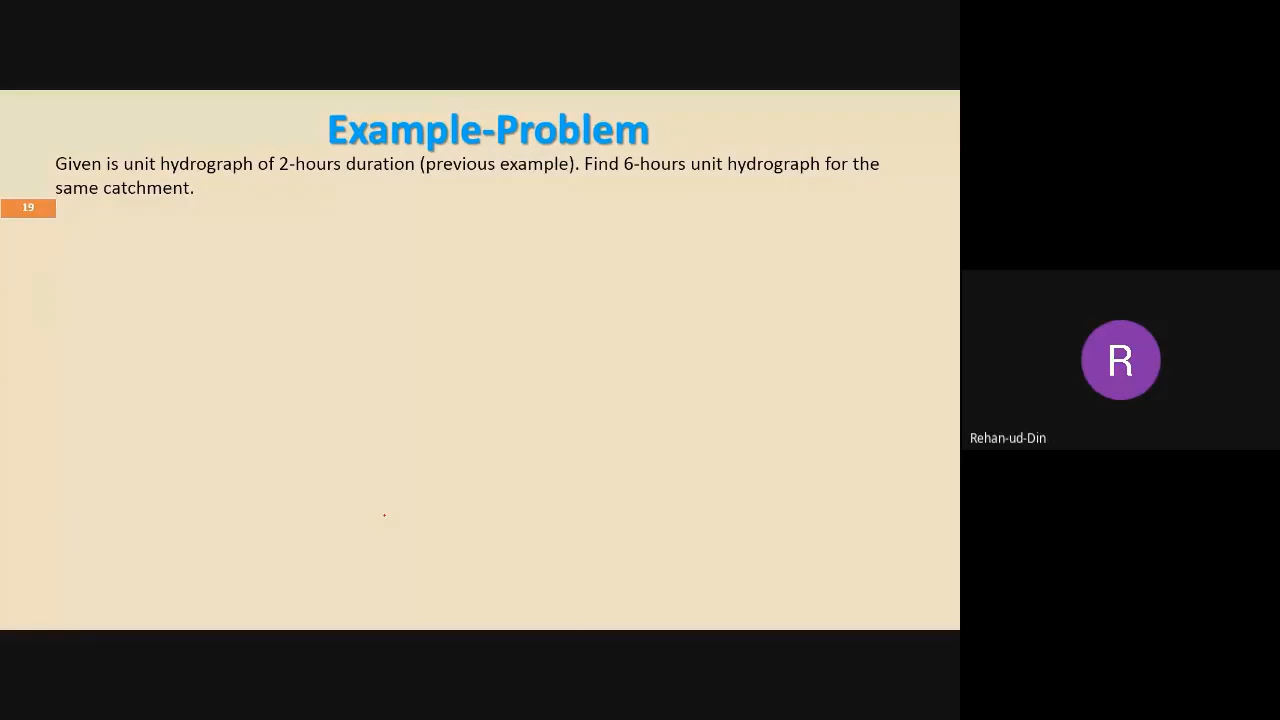 Example-Problem
Given is unit hydrograph of 2-hours duration (previous example). Find 6-hours unit hydrograph for the
same catchment.
19
R
Rehan-ud-Din